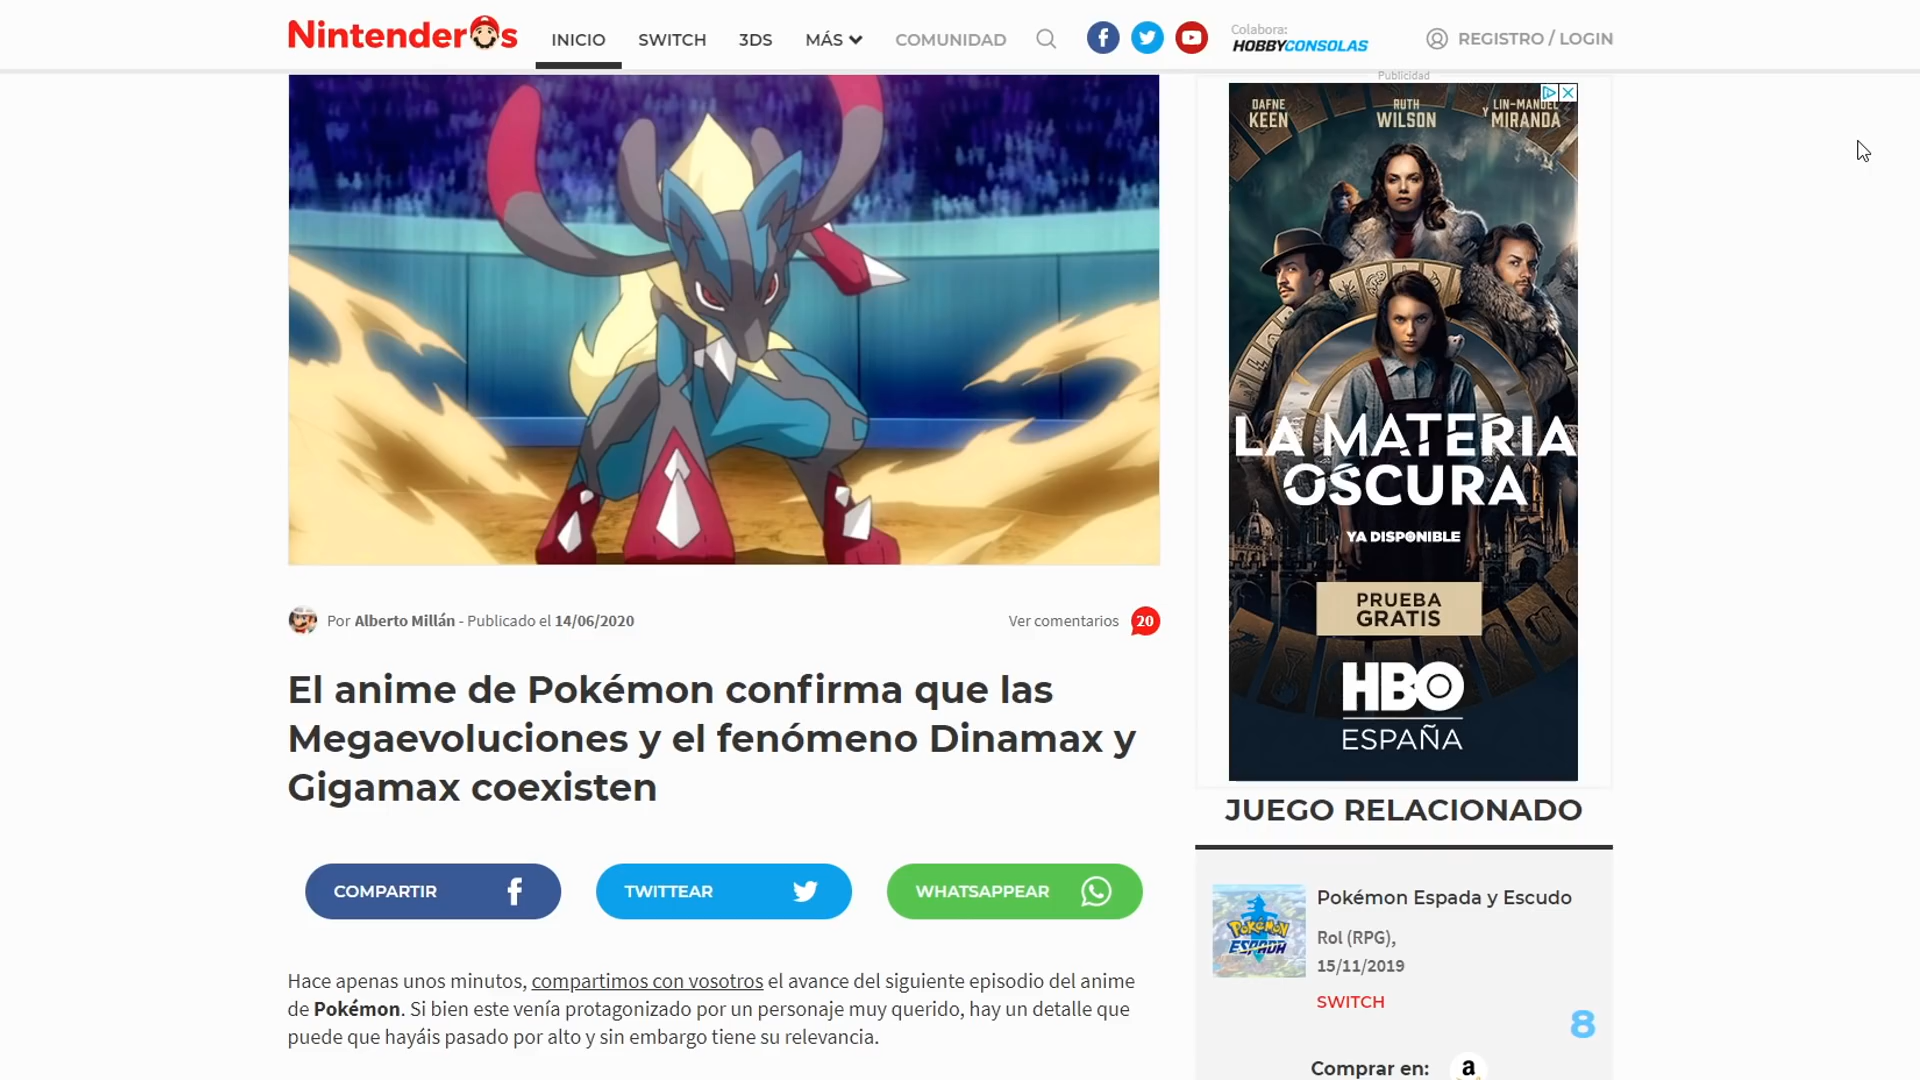 Nintenderos
INICIO
SWITCH
3DS
MÁS
COMUNIDAD
Colabora:
HOBBYCONSOLAS
REGISTRO / LOGIN
Por Alberto Millán - Publicado el 14/06/2020
Ver comentarios
20
El anime de Pokémon confirma que las
Megaevoluciones y el fenómeno Dinamax y
Gigamax coexisten
COMPARTIR
TWITTEAR
WHATSAPPEAR
Hace apenas unos minutos, compartimos con vosotros el avance del siguiente episodio del anime
de Pokémon. Si bien este venía protagonizado por un personaje muy querido, hay un detalle que
puede que hayáis pasado por alto y sin embargo tiene su relevancia.
Publicidad
DAFNE
KEEN
RUTH
WILSON
Y LIN-MANUEL
MIRANDA
LA MATERIA
OSCURA
YA DISPONIBLE
PRUEBA
GRATIS
HBO
ESPAÑA
JUEGO RELACIONADO
POKÉMON
ESPADA
Pokémon Espada y Escudo
Rol (RPG),
15/11/2019
SWITCH
8
Comprar en:
a